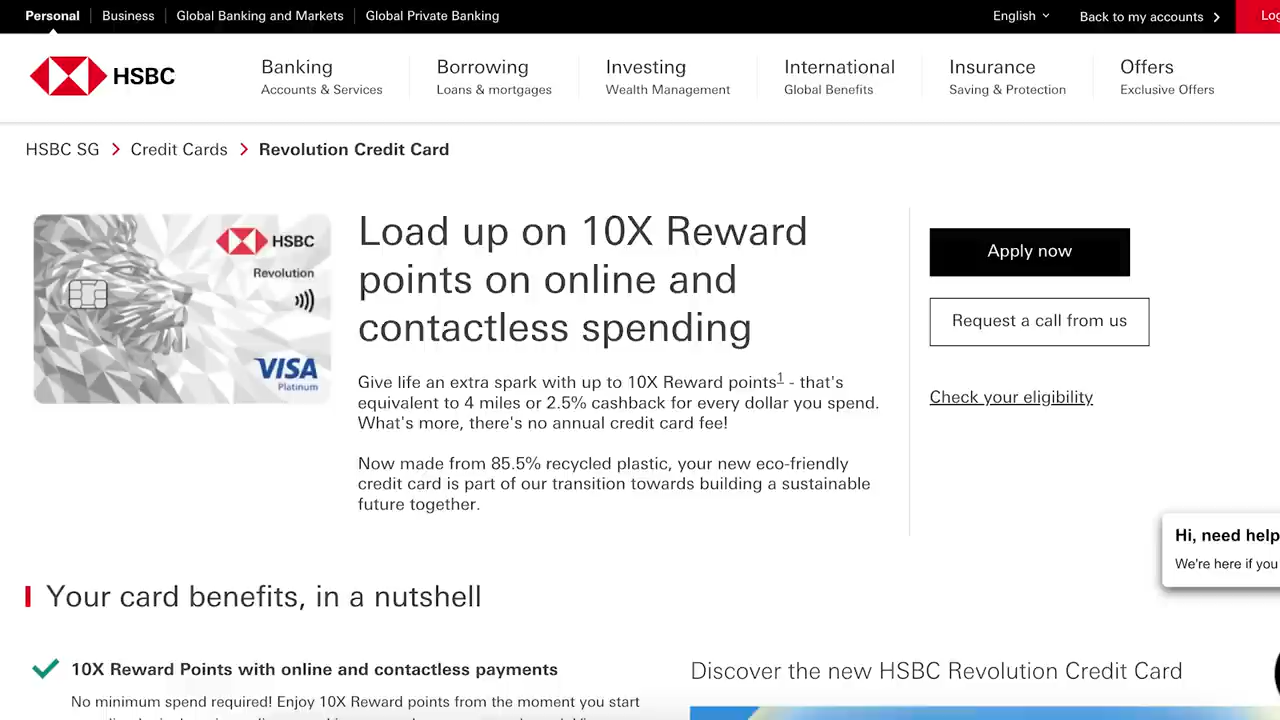 Personal Business Global Banking and Markets Global Private Banking English Back to my accounts
HSBC
Banking Borrowing Investing International Insurance Offers
Accounts & Services Loans & mortgages Wealth Management Global Benefits Saving & Protection Exclusive Offers
HSBC SG Credit Cards Revolution Credit Card
HSBC
Revolution
VISA
Platinum
Load up on 10X Reward
points on online and
contactless spending
Give life an extra spark with up to 10X Reward points1 - that's
equivalent to 4 miles or 2.5% cashback for every dollar you spend.
What's more, there's no annual credit card fee!
Now made from 85.5% recycled plastic, your new eco-friendly
credit card is part of our transition towards building a sustainable
future together.
Apply now
Request a call from us
Check your eligibility
Hi, need help
We're here if you
Your card benefits, in a nutshell
10X Reward Points with online and contactless payments
No minimum spend required! Enjoy 10X Reward points from the moment you start
Discover the new HSBC Revolution Credit Card